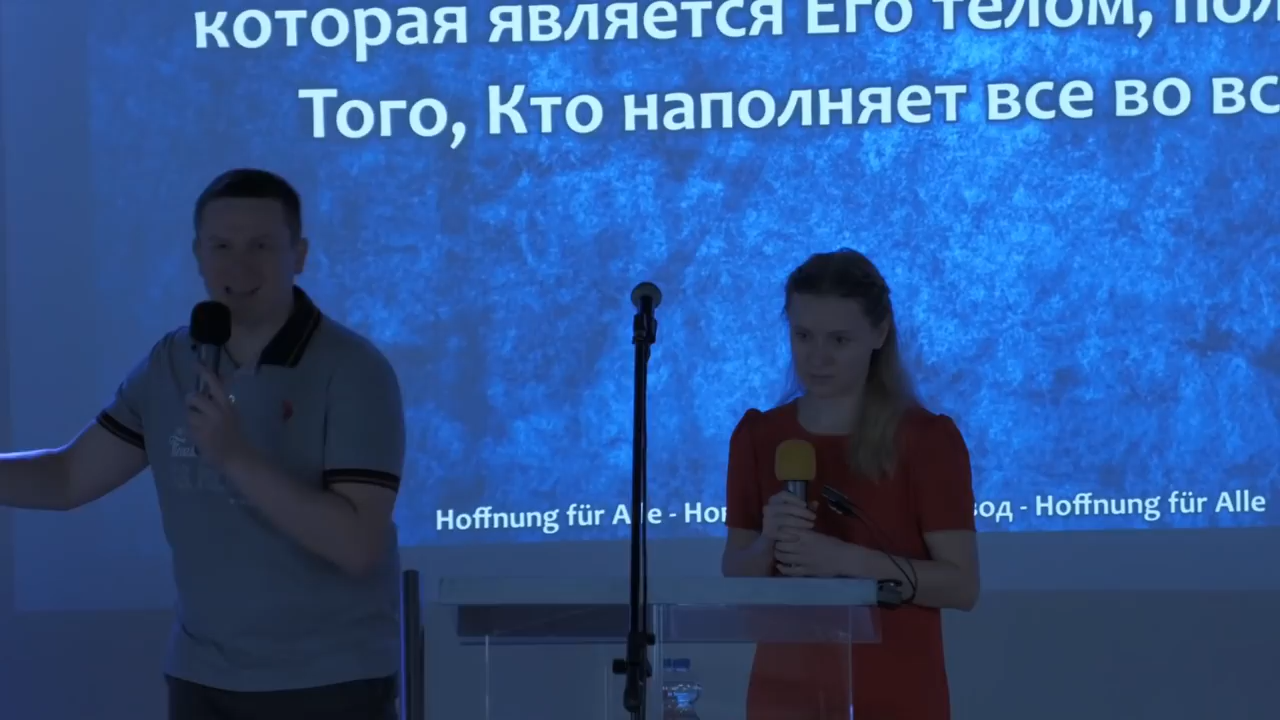 которая является Его телом,
Того, Кто наполняет все во
Hoffnung für Alle - Hoffnung für Alle